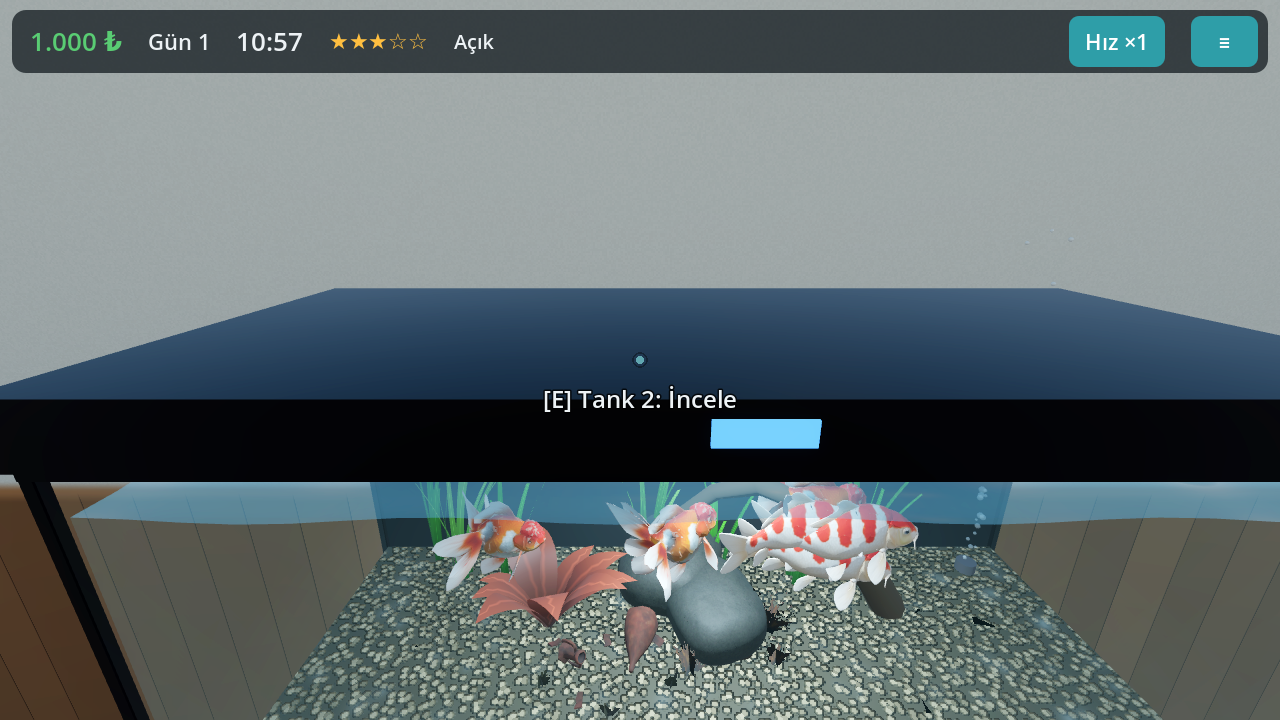 1.000 ₺ Gün 1 10:57 ★★★☆☆ Açık Hız ×1 ≡
[E] Tank 2: İncele